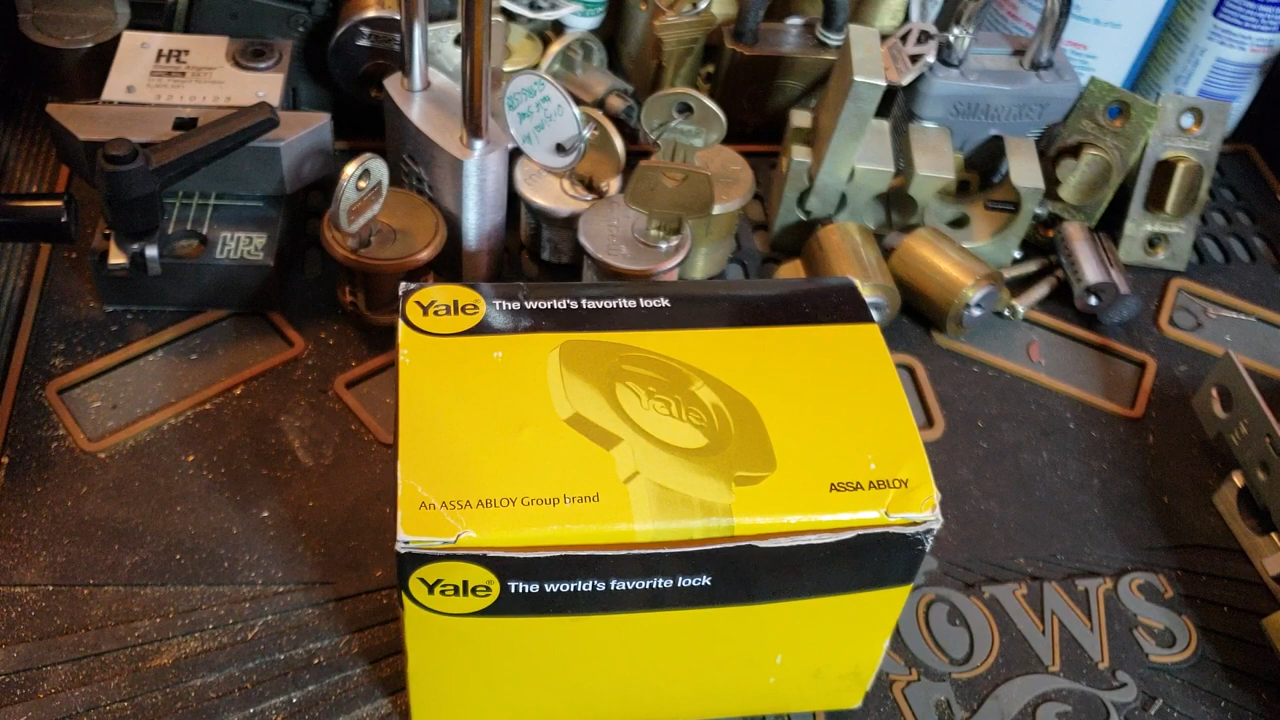 HPC
3210123
HPC
SMARTKEY
Yale® The world's favorite lock
Yale
An ASSA ABLOY Group brand
ASSA ABLOY
Yale® The world's favorite lock
OWS